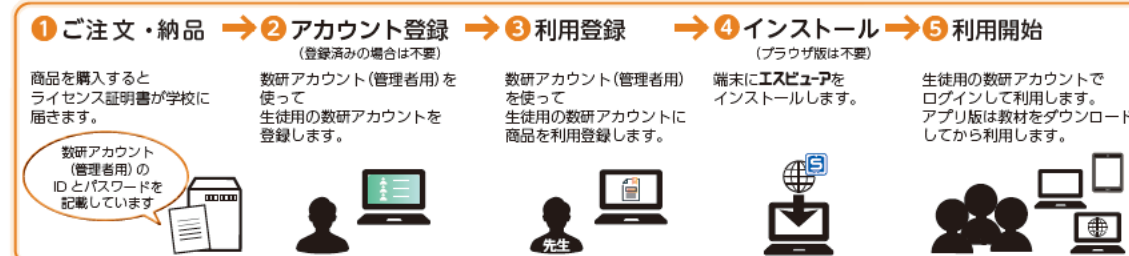 ❶ご注文・納品
商品を購入すると
ライセンス証明書が学校に
届きます。
数研アカウント
(管理者用)の
IDとパスワードを
記載しています
❷アカウント登録
(登録済みの場合は不要)
数研アカウント(管理者用)を
使って
生徒用の数研アカウントを
登録します。
❸利用登録
数研アカウント(管理者用)
を使って
生徒用の数研アカウントに
商品を利用登録します。
先生
❹インストール
(ブラウザ版は不要)
端末にエスビューアを
インストールします。
S
❺利用開始
生徒用の数研アカウントで
ログインして利用します。
アプリ版は教材をダウンロード
してから利用します。